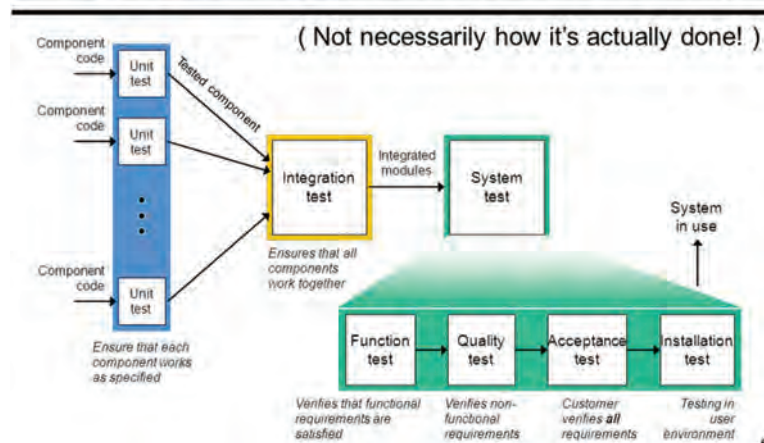 ( Not necessarily how it's actually done! )
Component
code
Unit
test
Component
code
Unit
test
Component
code
Unit
test
Ensure that each
component works
as specified
Tested component
Integration
test
Ensures that all
components
work together
Integrated
modules
System
test
System
in use
Function
test
Quality
test
Acceptance
test
Installation
test
Verifies that functional
requirements are
satisfied
Verifies non-
functional
requirements
Customer
verifies all
requirements
Testing in
user
environment